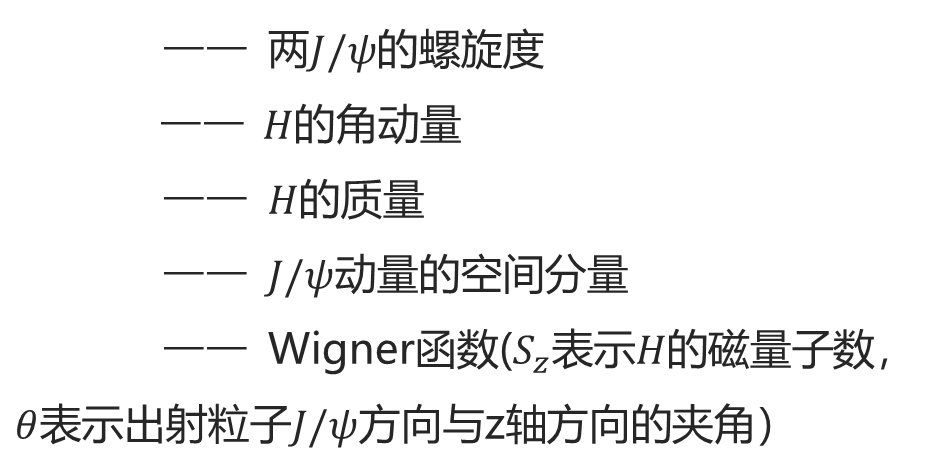 —— 两J/ψ的螺旋度
—— H的角动量
—— H的质量
—— J/ψ动量的空间分量
—— Wigner函数(S_z表示H的磁量子数，
θ表示出射粒子J/ψ方向与z轴方向的夹角）